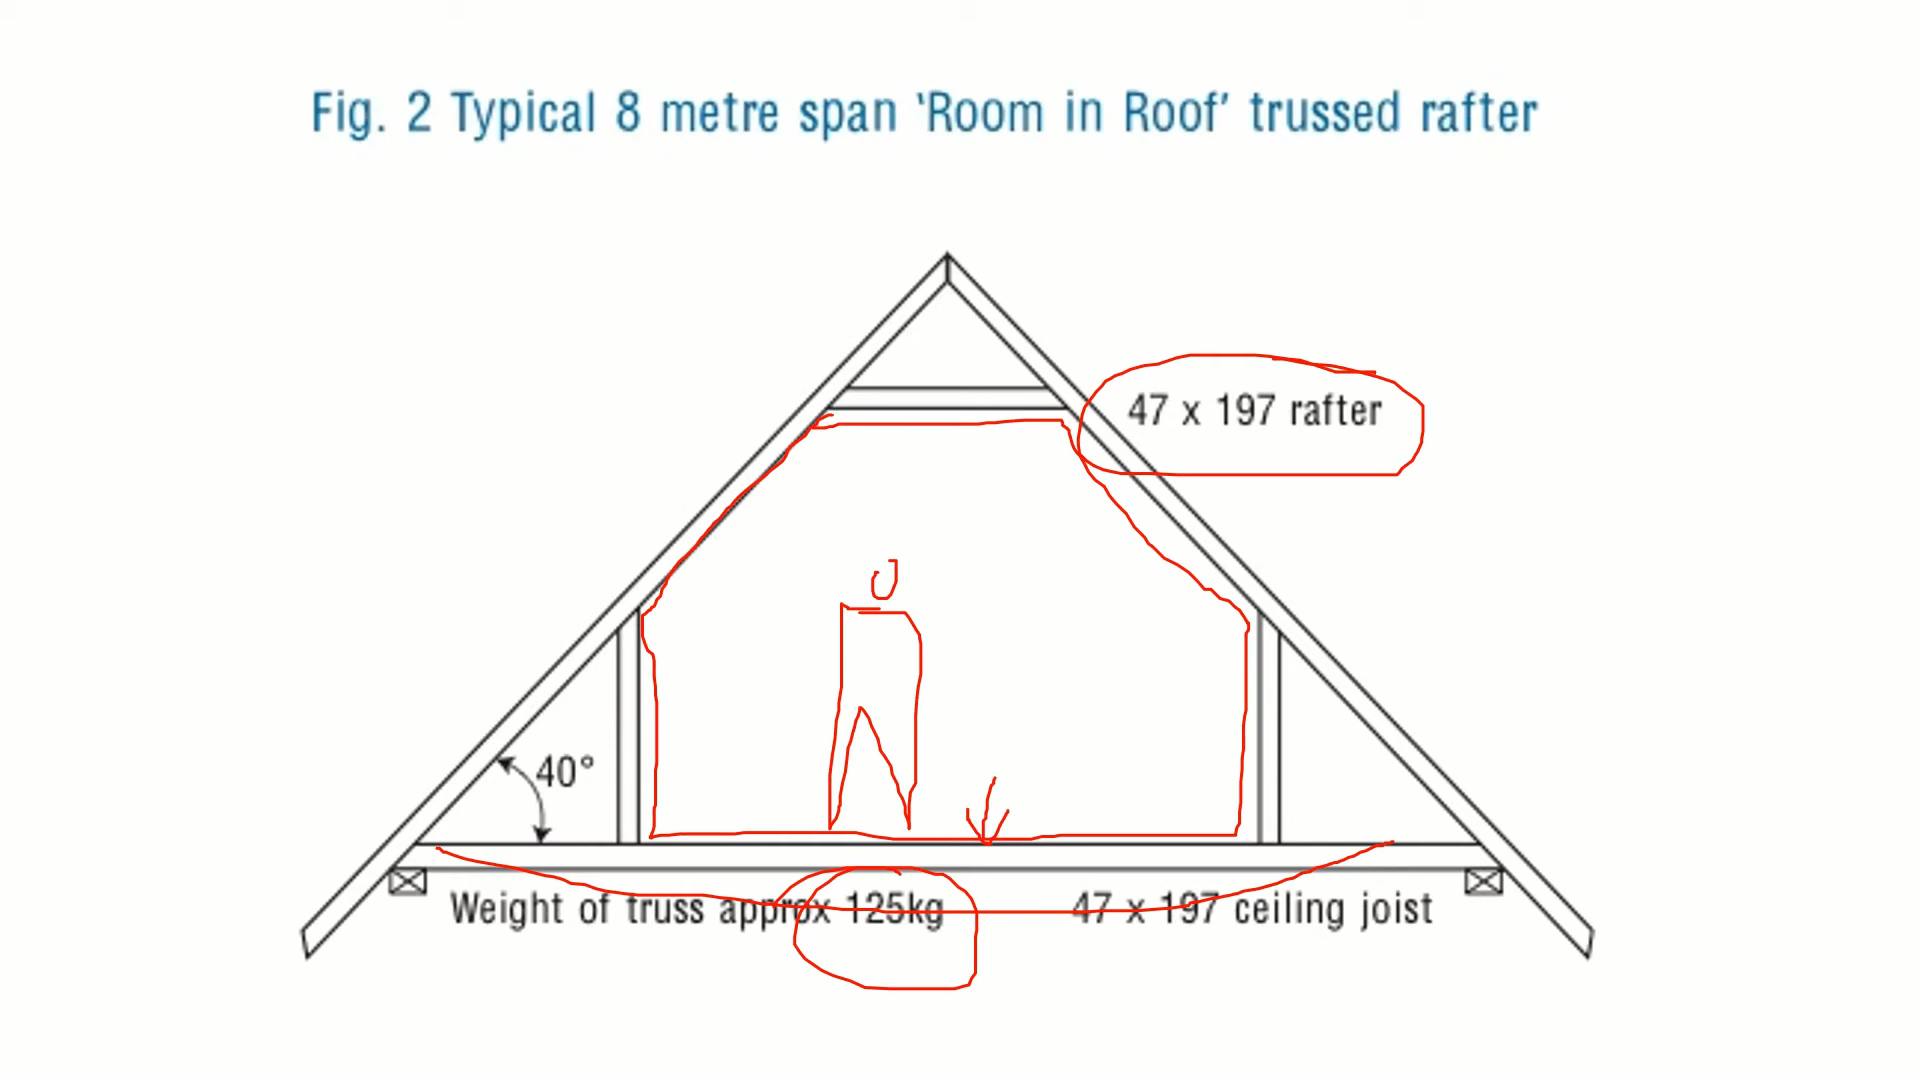 Fig. 2 Typical 8 metre span ‘Room in Roof’ trussed rafter
47 x 197 rafter
40°
Weight of truss approx 125kg
47 x 197 ceiling joist